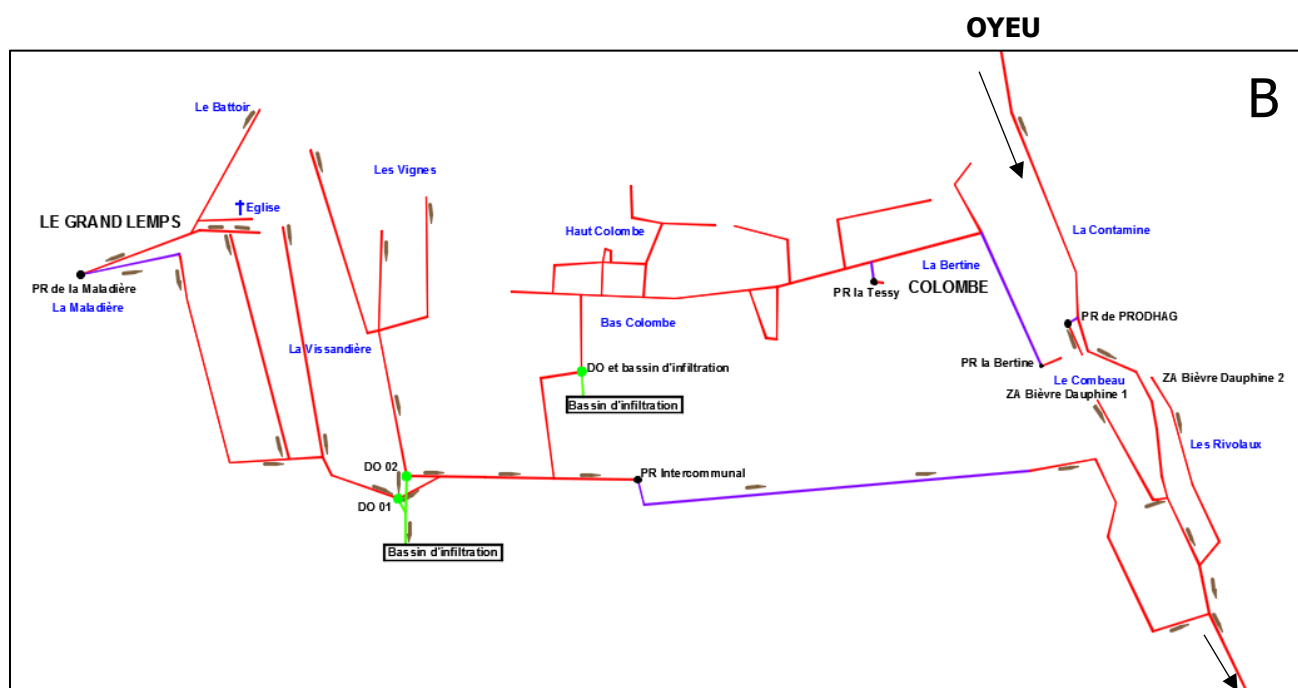 OYEU
B
Le Battoir
Les Vignes
Eglise
LE GRAND LEMPS
Haut Colombe
La Contamine
La Bertine
PR de la Maladière
PR la Tessy
COLOMBE
La Maladière
Bas Colombe
PR de PRODHAG
La Vissandière
PR la Bertine
DO et bassin d'infiltration
Le Combeau
ZA Bièvre Dauphine 2
ZA Bièvre Dauphine 1
Bassin d'infiltration
Les Rivolaux
DO 02
PR Intercommunal
DO 01
Bassin d'infiltration